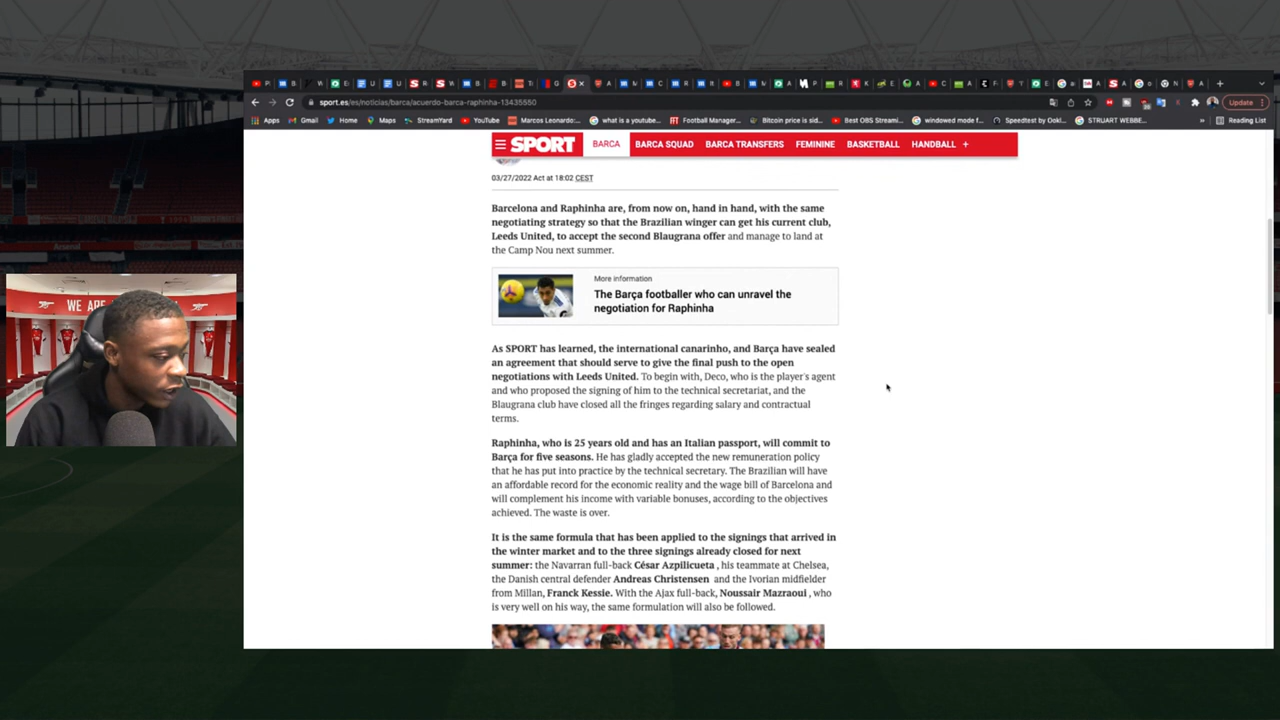 sport.es/es/noticias/barca/acuerdo-barca-raphinha-13435550
Update
Apps
Gmail
Home
Maps
StreamYard
YouTube
Marcos Leonardo:...
what is a youtube...
Football Manager...
Bitcoin price is sid...
Best OBS Streami...
windowed mode f...
Speedtest by Ookl...
STRUART WEBBE...
»
Reading List
SPORT
BARCA
BARCA SQUAD
BARCA TRANSFERS
FEMININE
BASKETBALL
HANDBALL +
03/27/2022 Act at 18:02 CEST
Barcelona and Raphinha are, from now on, hand in hand, with the same
negotiating strategy so that the Brazilian winger can get his current club,
Leeds United, to accept the second Blaugrana offer and manage to land at
the Camp Nou next summer.
More information
The Barça footballer who can unravel the
negotiation for Raphinha
As SPORT has learned, the international canarinho, and Barça have sealed
an agreement that should serve to give the final push to the open
negotiations with Leeds United. To begin with, Deco, who is the player's agent
and who proposed the signing of him to the technical secretariat, and the
Blaugrana club have closed all the fringes regarding salary and contractual
terms.
Raphinha, who is 25 years old and has an Italian passport, will commit to
Barça for five seasons. He has gladly accepted the new remuneration policy
that he has put into practice by the technical secretary. The Brazilian will have
an affordable record for the economic reality and the wage bill of Barcelona and
will complement his income with variable bonuses, according to the objectives
achieved. The waste is over.
It is the same formula that has been applied to the signings that arrived in
the winter market and to the three signings already closed for next
summer: the Navarran full-back César Azpilicueta , his teammate at Chelsea,
the Danish central defender Andreas Christensen and the Ivorian midfielder
from Millan, Franck Kessie. With the Ajax full-back, Noussair Mazraoui , who
is very well on his way, the same formulation will also be followed.
WE ARE